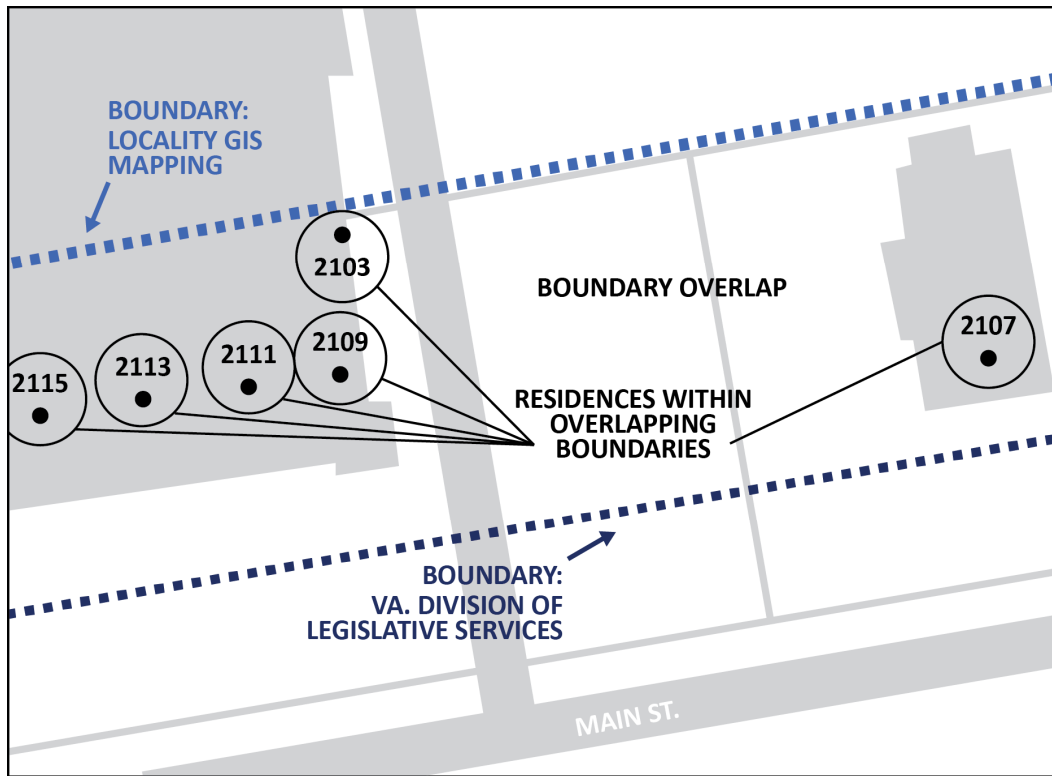 BOUNDARY:
LOCALITY GIS
MAPPING
2103
BOUNDARY OVERLAP
2107
2109
2111
2113
2115
RESIDENCES WITHIN
OVERLAPPING
BOUNDARIES
BOUNDARY:
VA. DIVISION OF
LEGISLATIVE SERVICES
MAIN ST.